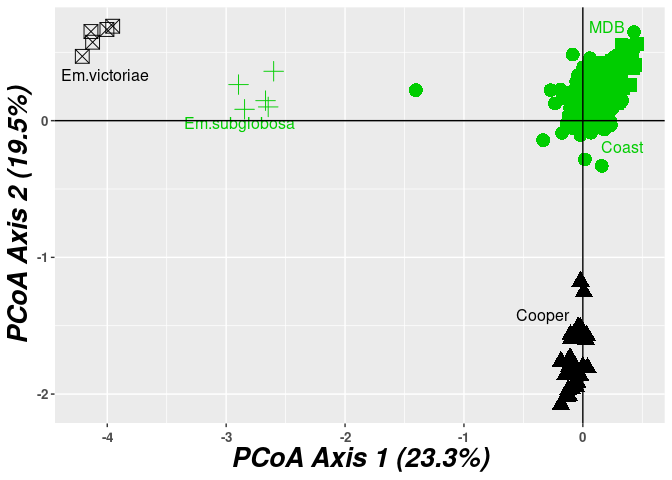 MDB
Em.victoriae
Em.subglobosa
Coast
Cooper
0
-1
-2
-4
-3
-2
-1
0
PCoA Axis 1 (23.3%)
PCoA Axis 2 (19.5%)